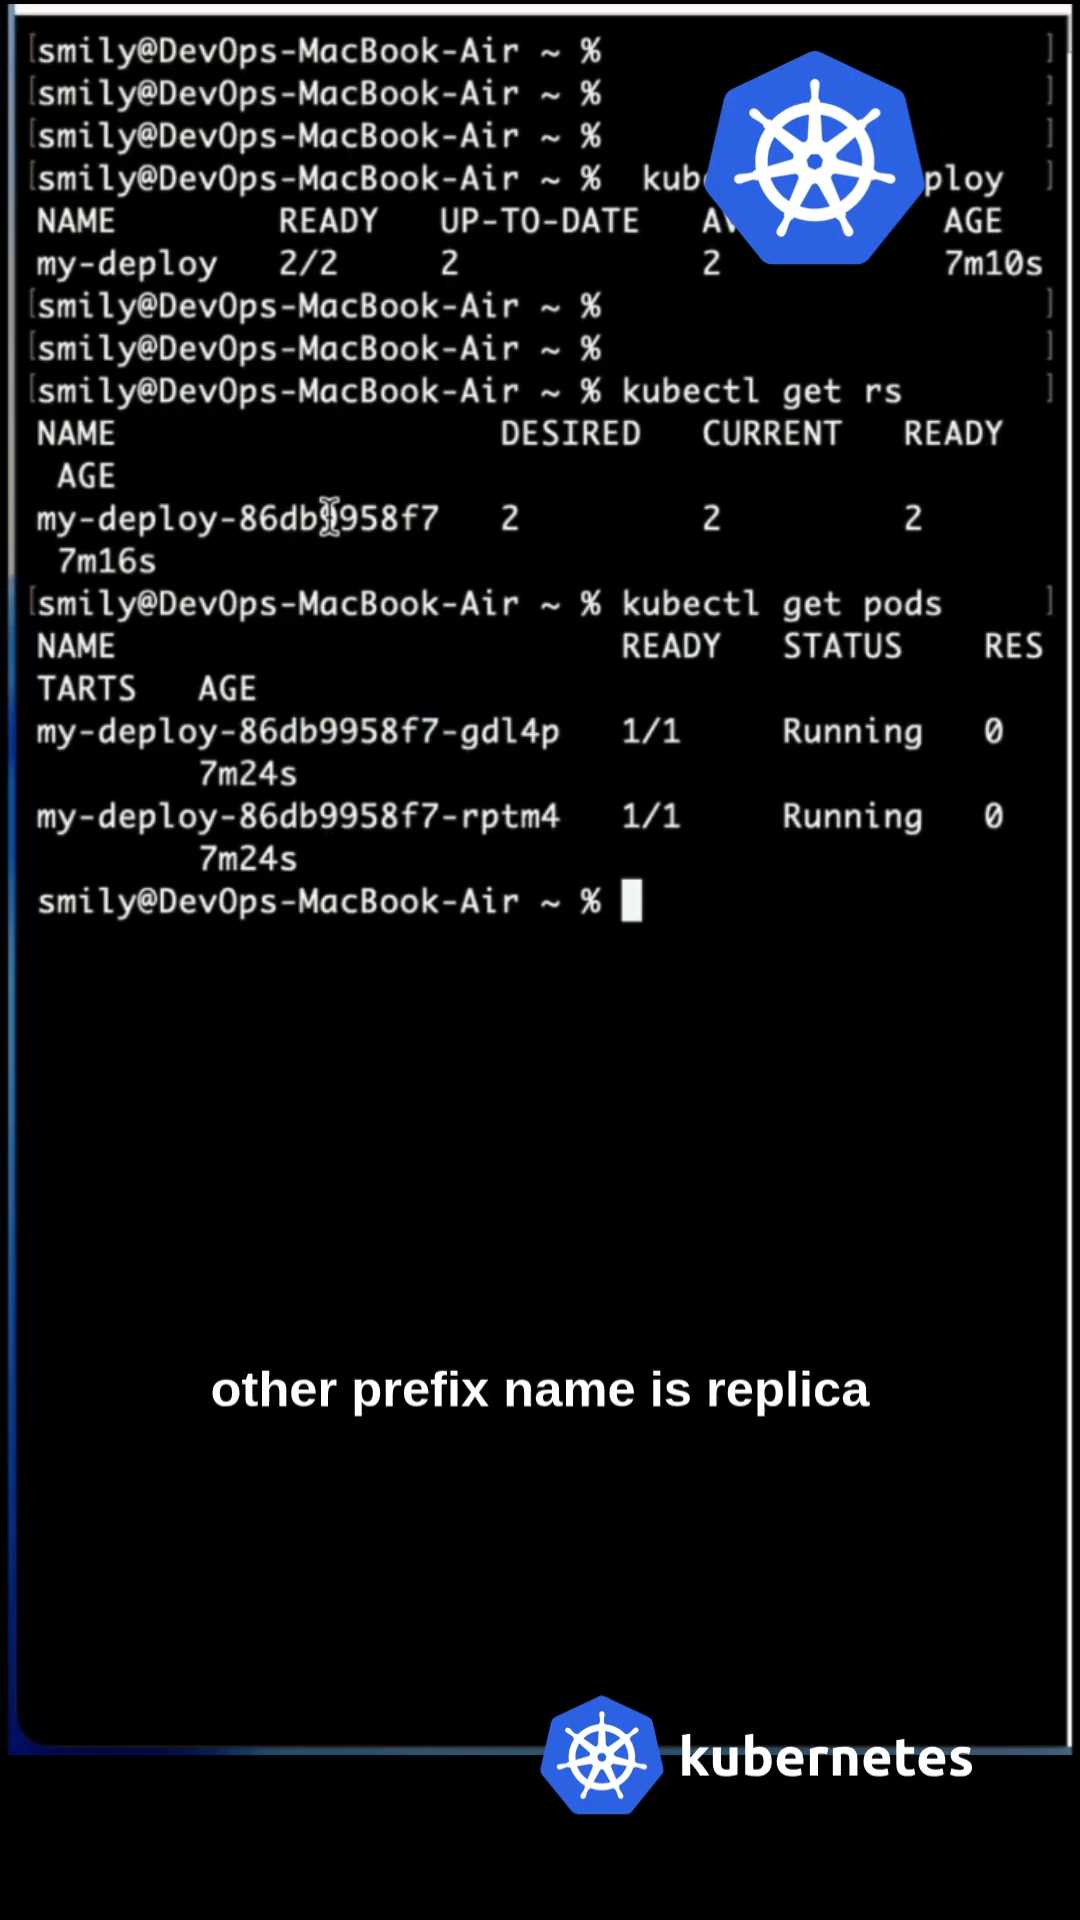 smily@DevOps-MacBook-Air ~ %
smily@DevOps-MacBook-Air ~ %
smily@DevOps-MacBook-Air ~ %
smily@DevOps-MacBook-Air ~ % kub ploy
NAME READY UP-TO-DATE AV AGE
my-deploy 2/2 2 2 7m10s
smily@DevOps-MacBook-Air ~ %
smily@DevOps-MacBook-Air ~ %
smily@DevOps-MacBook-Air ~ % kubectl get rs
NAME DESIRED CURRENT READY
AGE
my-deploy-86db9958f7 2 2 2
7m16s
smily@DevOps-MacBook-Air ~ % kubectl get pods
NAME READY STATUS RES
TARTS AGE
my-deploy-86db9958f7-gdl4p 1/1 Running 0
7m24s
my-deploy-86db9958f7-rptm4 1/1 Running 0
7m24s
smily@DevOps-MacBook-Air ~ %
other prefix name is replica
kubernetes